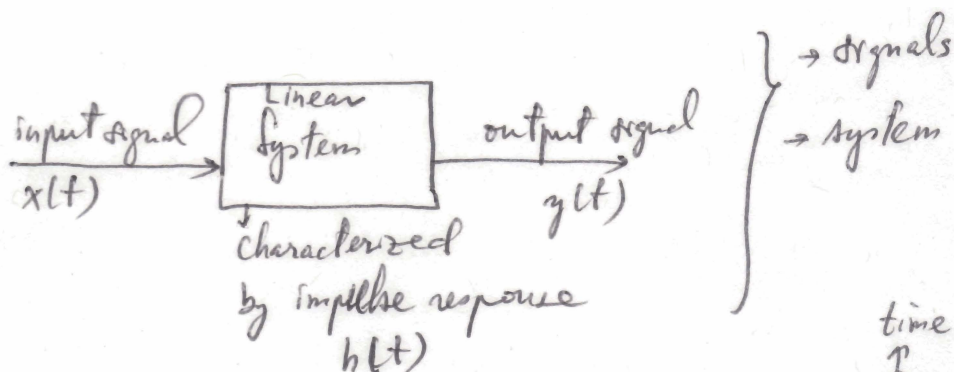 → signals
Linear
input signal
System
output signal
→ system
x(t)
y(t)
characterized
by impulse response
h(t)
time